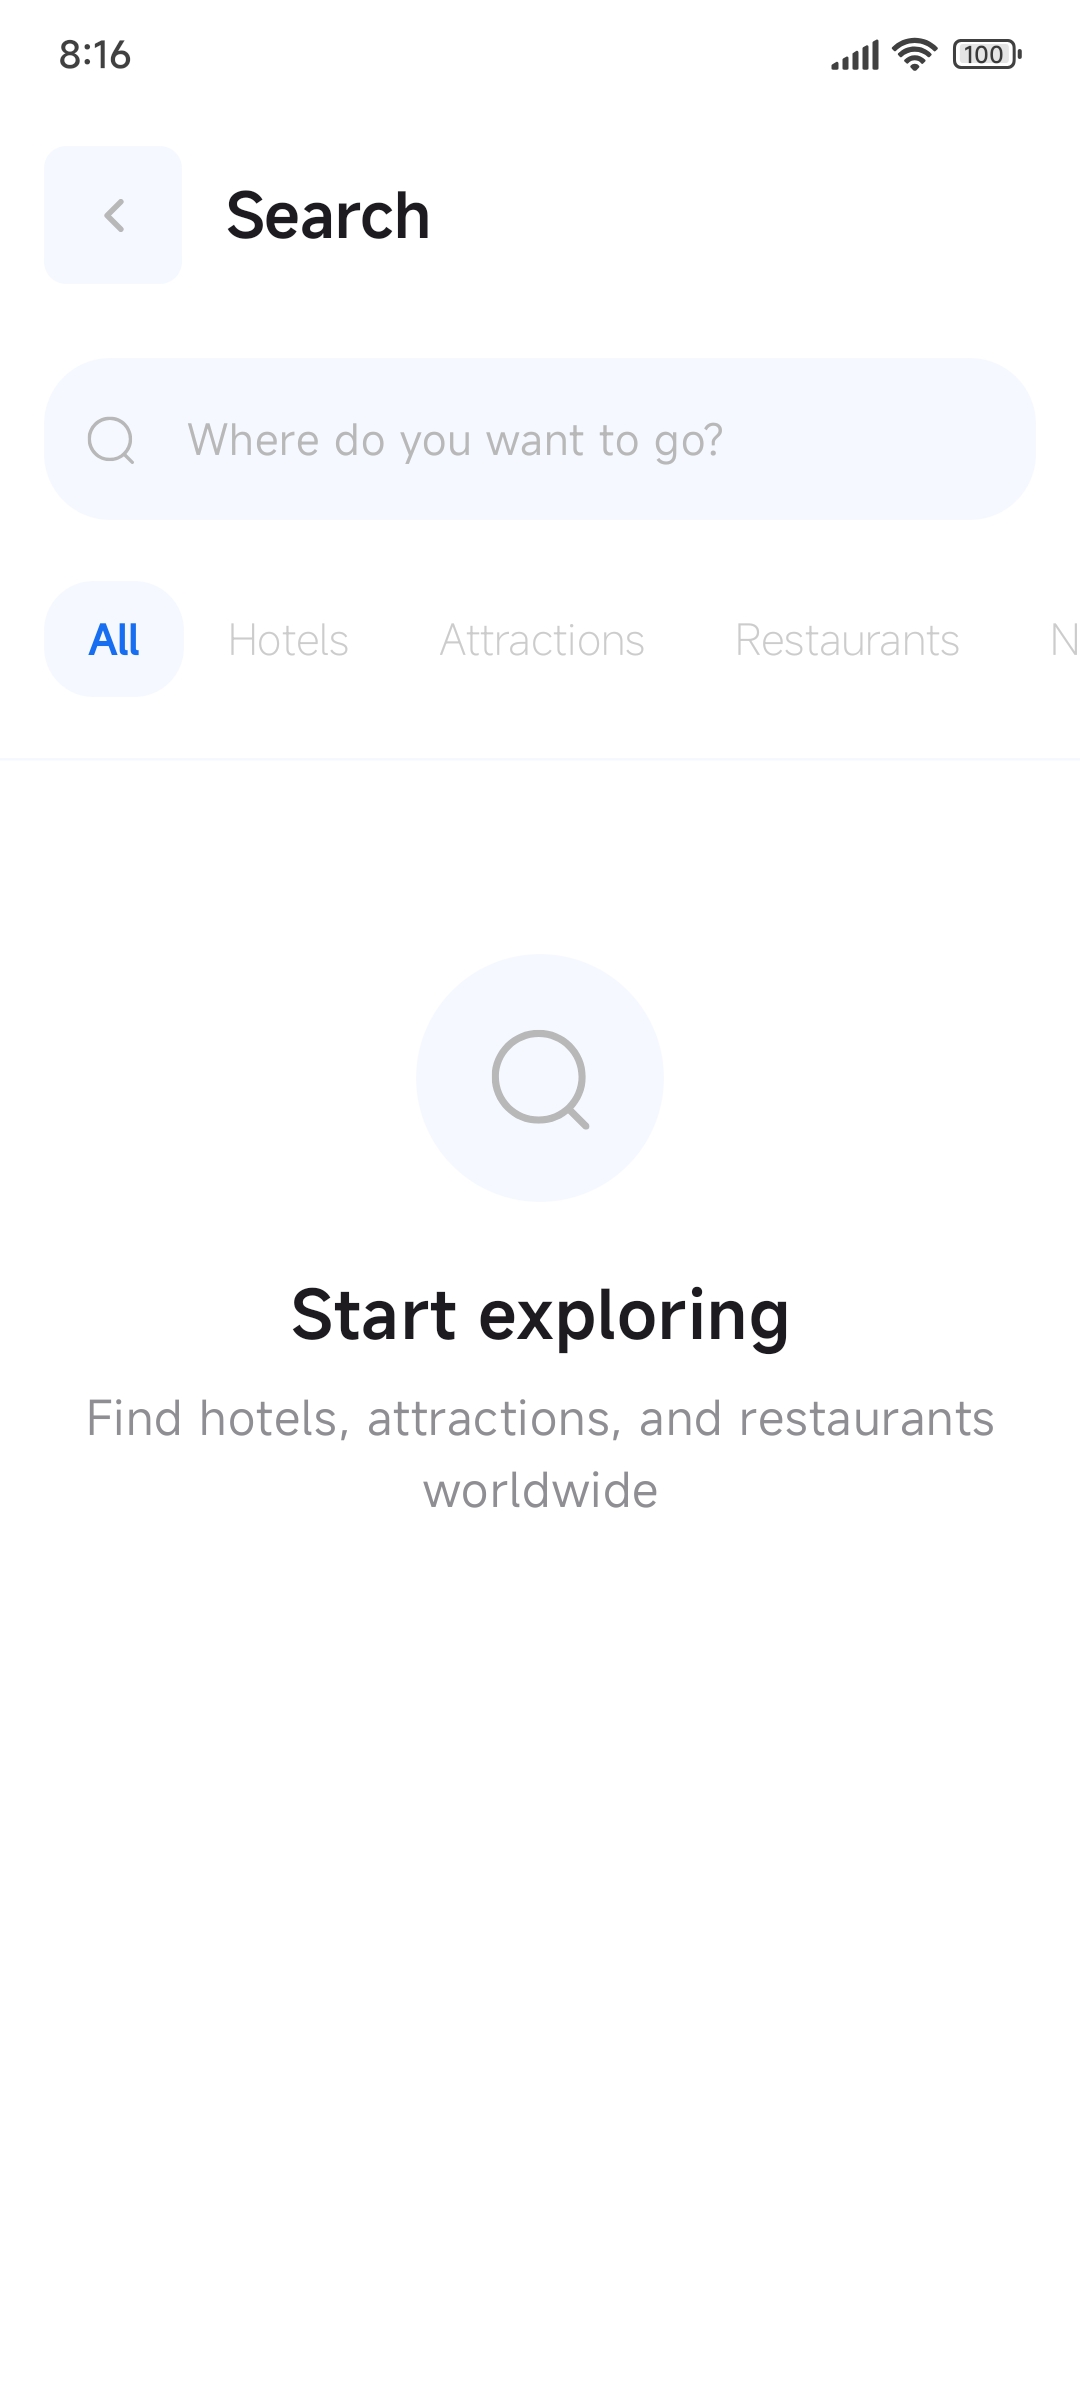 8:16
100
Search
Where do you want to go?
All Hotels Attractions Restaurants
Start exploring
Find hotels, attractions, and restaurants
worldwide